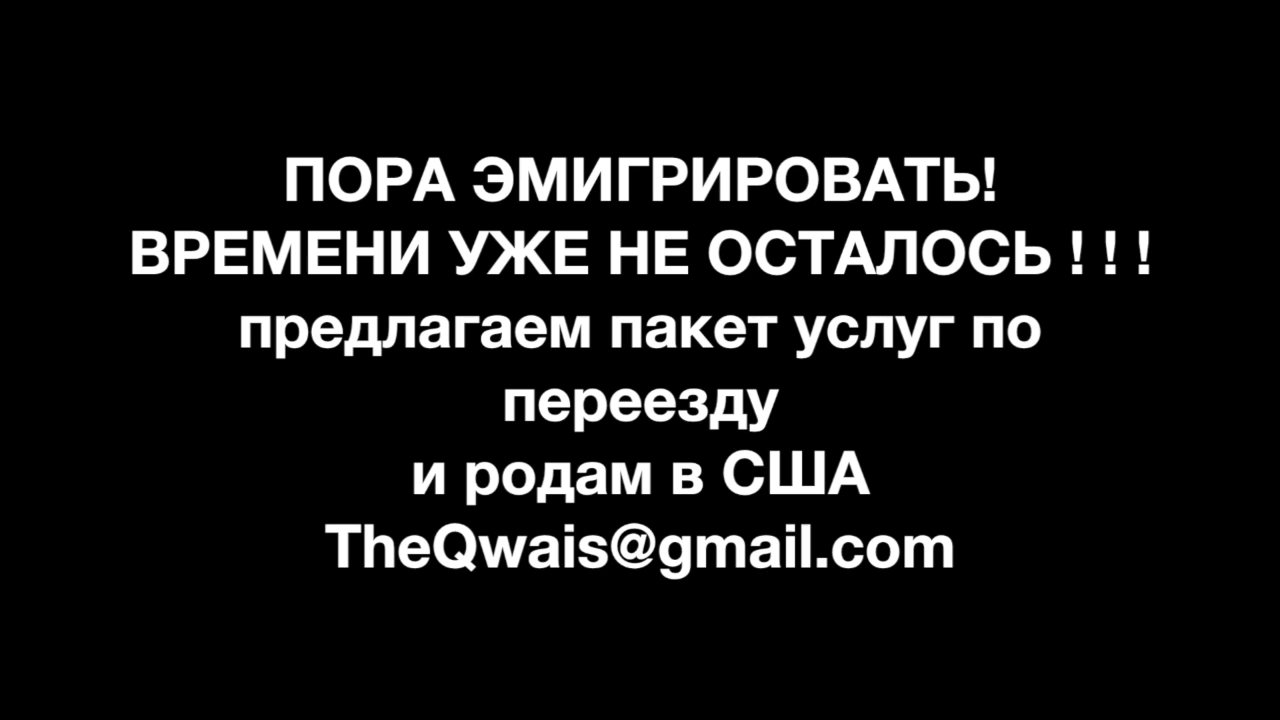 ПОРА ЭМИГРИРОВАТЬ!
ВРЕМЕНИ УЖЕ НЕ ОСТАЛОСЬ ! ! !
предлагаем пакет услуг по
переезду
и родам в США
TheQwais@gmail.com